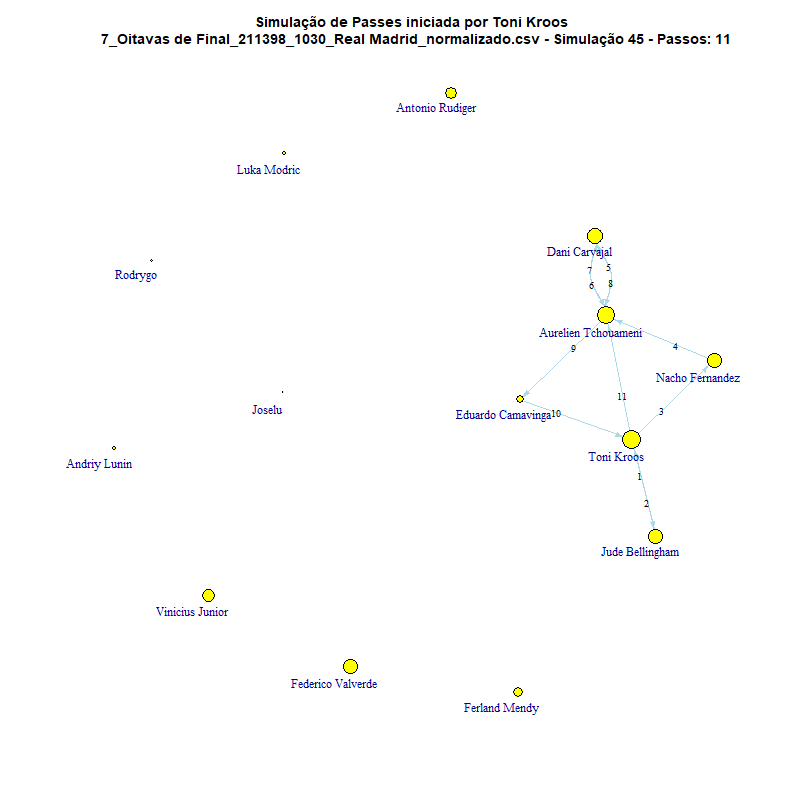 Simulação de Passes iniciada por Toni Kroos
7_Oitavas de Final_211398_1030_Real Madrid_normalizado.csv - Simulação 45 - Passos: 11
Antonio Rudiger
Luka Modric
Dani Carvajal
Rodrygo
7
5
6
8
Aurelien Tchouameni
9
4
Nacho Fernandez
11
Joselu
Eduardo Camavinga
10
3
Toni Kroos
Andriy Lunin
1
2
Jude Bellingham
Vinicius Junior
Federico Valverde
Ferland Mendy